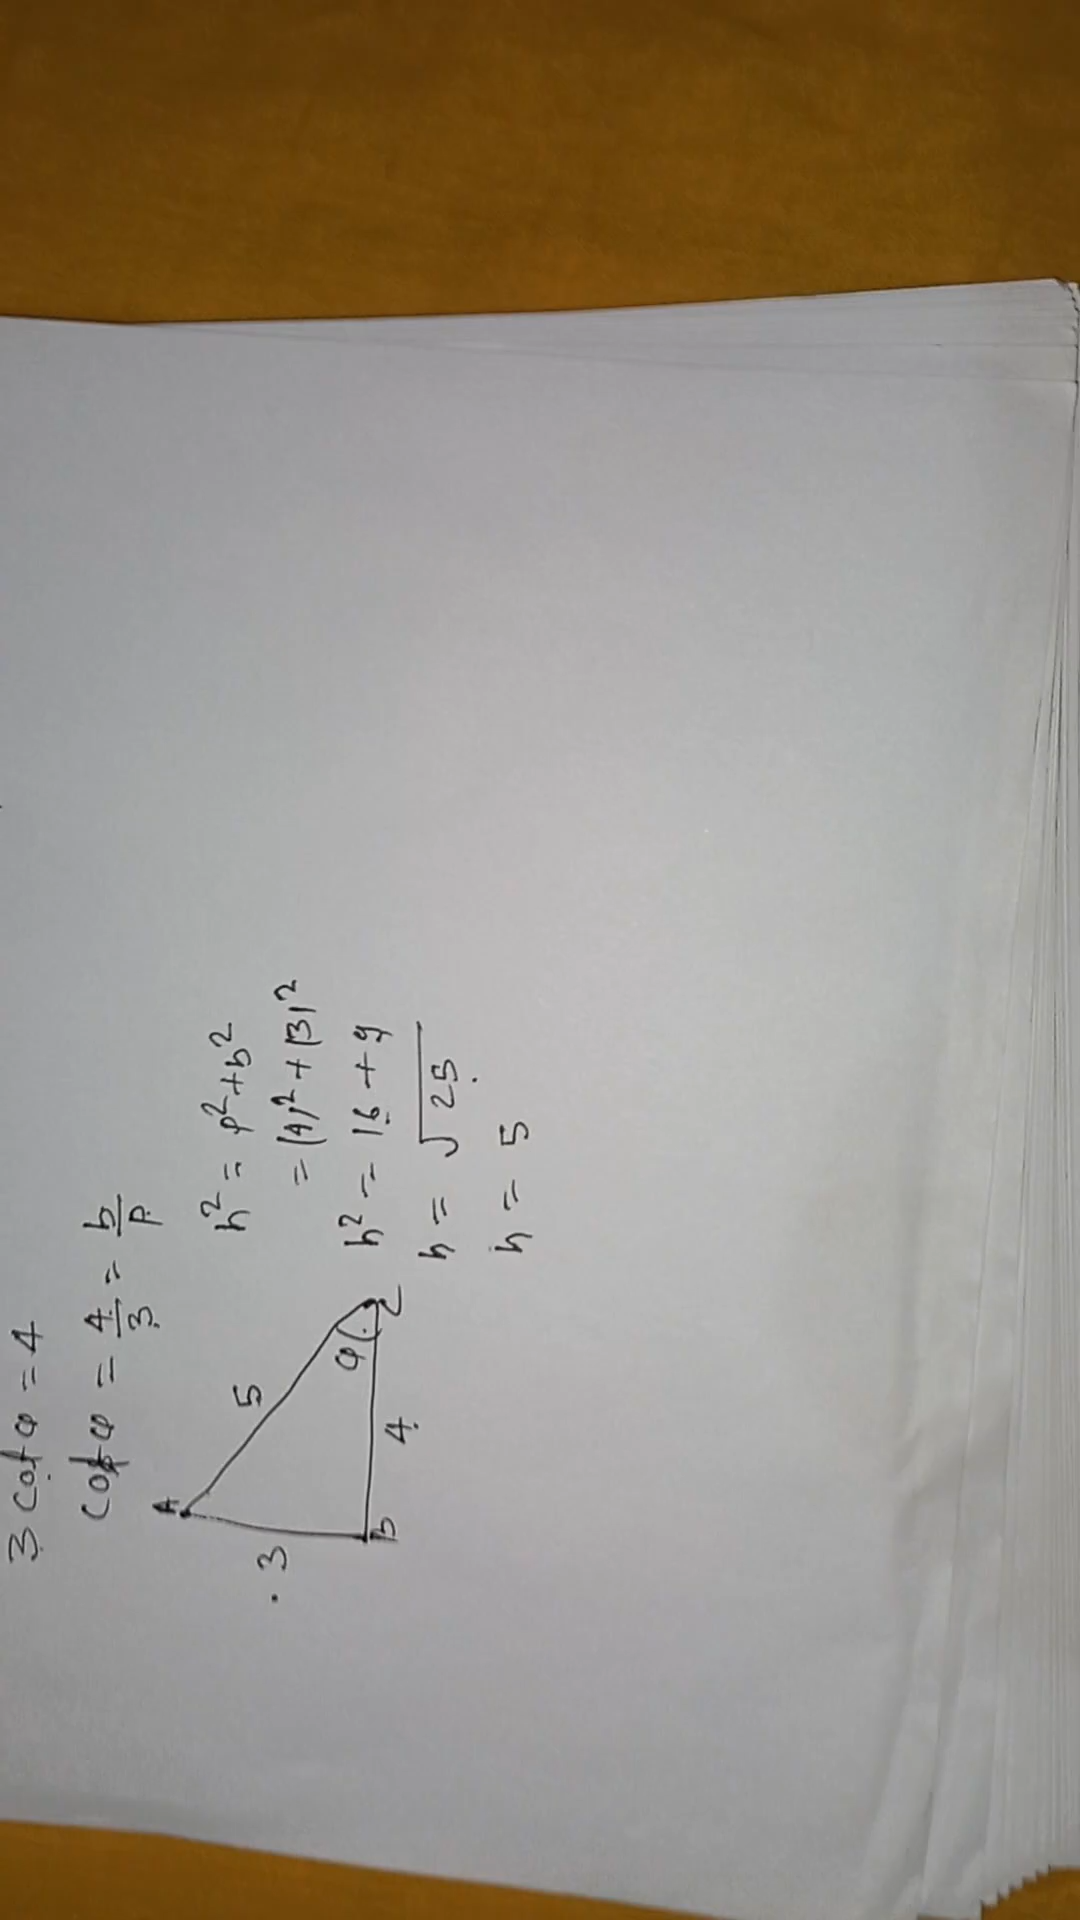 3 cot φ = 4
cot φ = 4/3 = b/p
h² = p² + b²
= (4)² + (3)²
h² = 16 + 9
h = √25
h = 5
A
5
3
φ
B
4
C